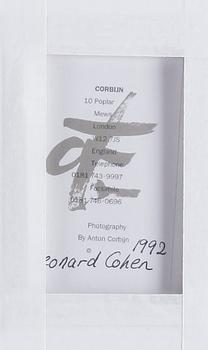 CORBIJN
10 Poplar
Mews
London
W12 7JS
England
Telephone
0181 743-9997
Facsimile
0181 746-0696
Photography
By Anton Corbijn
©
1992
eonard Cohen